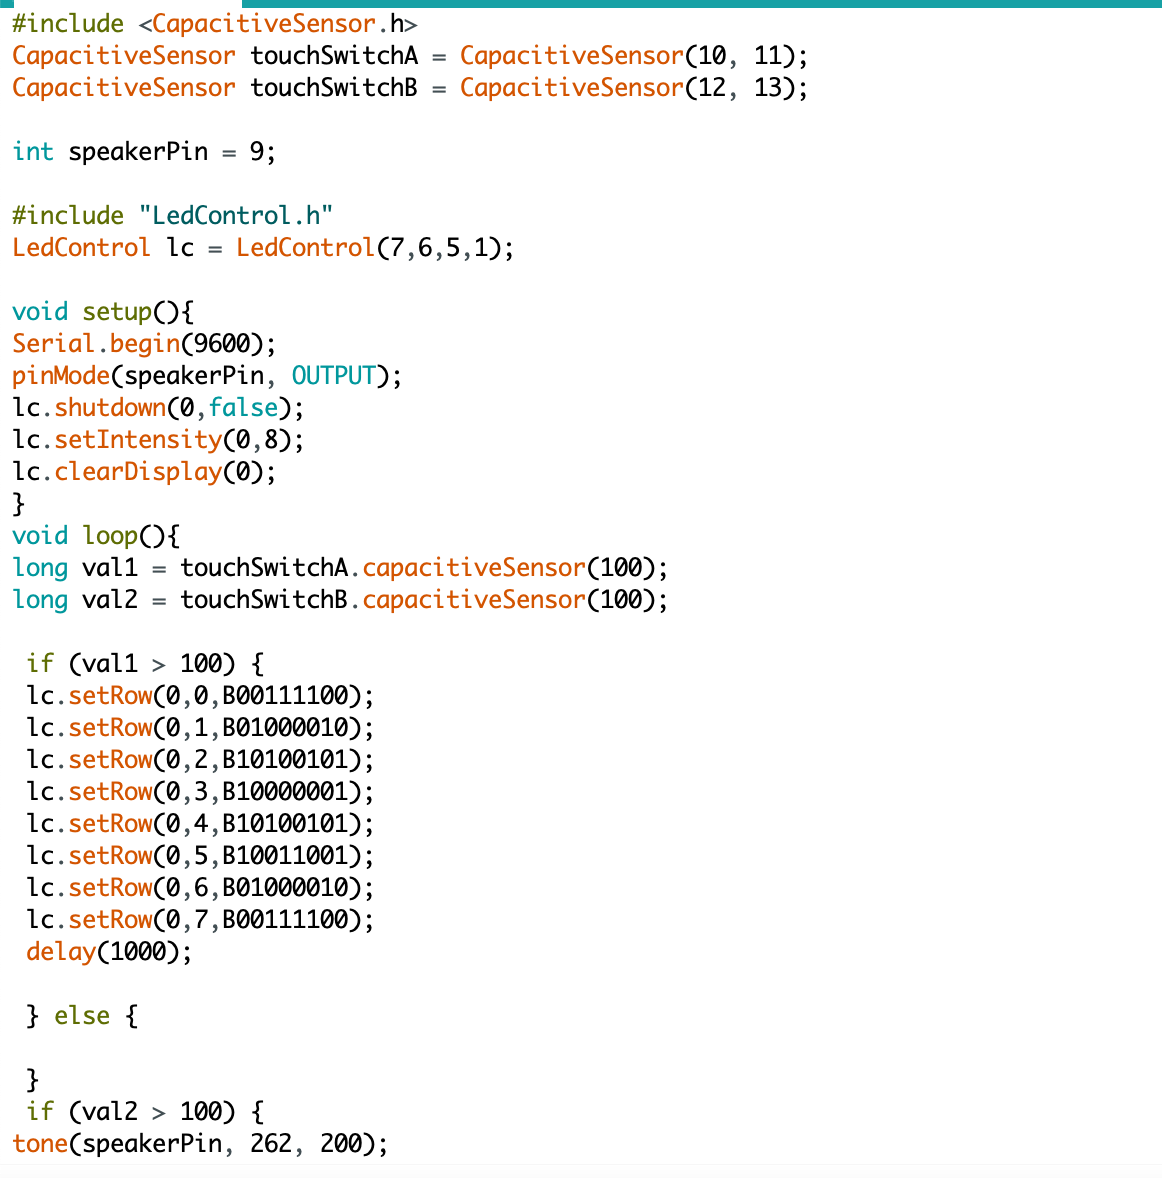 #include <CapacitiveSensor.h>
CapacitiveSensor touchSwitchA = CapacitiveSensor(10, 11);
CapacitiveSensor touchSwitchB = CapacitiveSensor(12, 13);
int speakerPin = 9;
#include "LedControl.h"
LedControl lc = LedControl(7,6,5,1);
void setup(){
Serial.begin(9600);
pinMode(speakerPin, OUTPUT);
lc.shutdown(0,false);
lc.setIntensity(0,8);
lc.clearDisplay(0);
}
void loop(){
long val1 = touchSwitchA.capacitiveSensor(100);
long val2 = touchSwitchB.capacitiveSensor(100);
if (val1 > 100) {
lc.setRow(0,0,B00111100);
lc.setRow(0,1,B01000010);
lc.setRow(0,2,B10100101);
lc.setRow(0,3,B10000001);
lc.setRow(0,4,B10100101);
lc.setRow(0,5,B10011001);
lc.setRow(0,6,B01000010);
lc.setRow(0,7,B00111100);
delay(1000);
} else {
}
if (val2 > 100) {
tone(speakerPin, 262, 200);